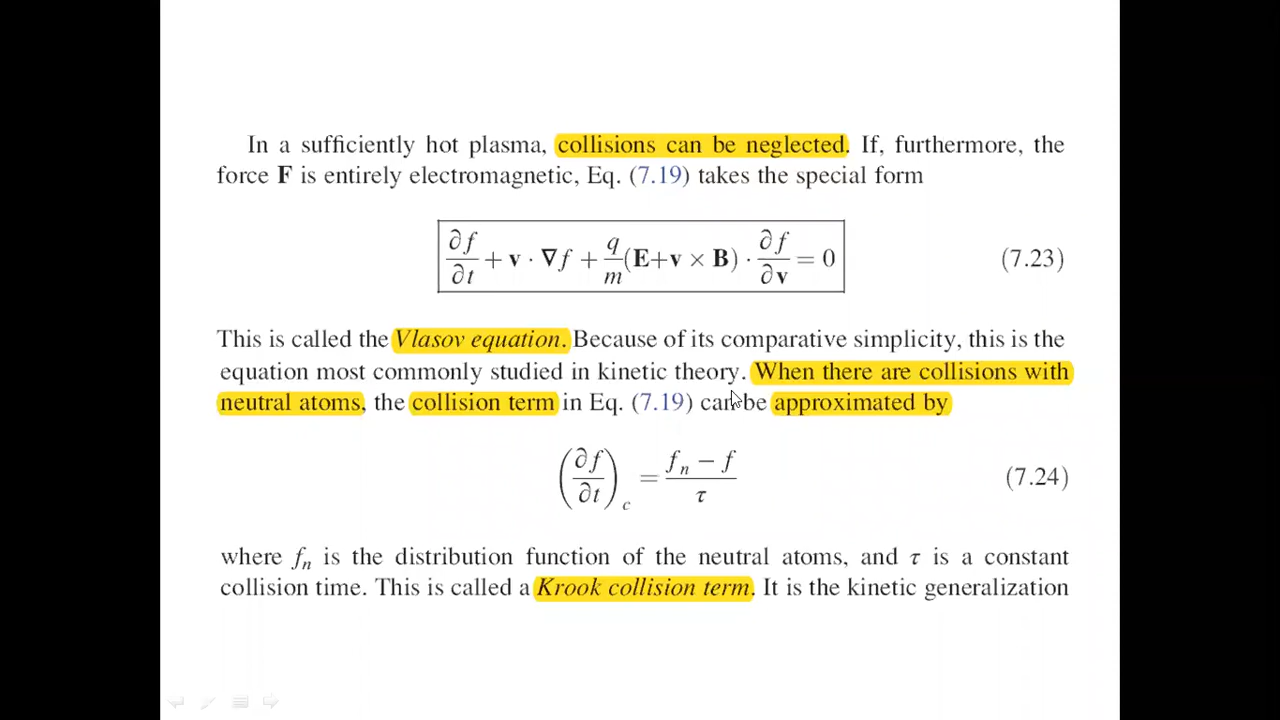 In a sufficiently hot plasma, collisions can be neglected. If, furthermore, the
force F is entirely electromagnetic, Eq. (7.19) takes the special form
∂f/∂t + v · ∇f + q/m (E+v × B) · ∂f/∂v = 0 (7.23)
This is called the Vlasov equation. Because of its comparative simplicity, this is the
equation most commonly studied in kinetic theory. When there are collisions with
neutral atoms, the collision term in Eq. (7.19) can be approximated by
(∂f/∂t)c = (fn − f)/τ (7.24)
where fn is the distribution function of the neutral atoms, and τ is a constant
collision time. This is called a Krook collision term. It is the kinetic generalization